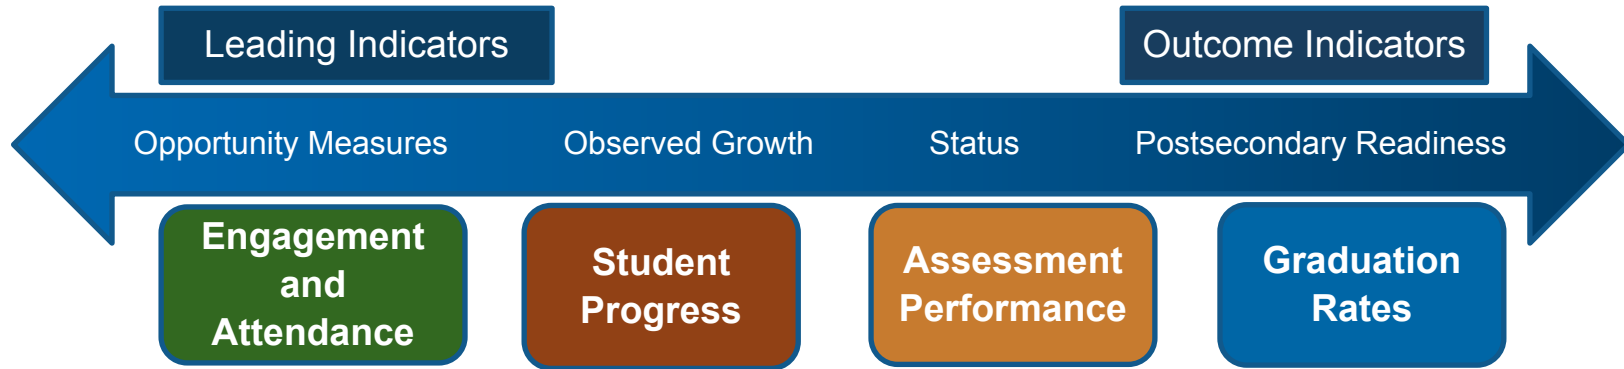 Leading Indicators
Outcome Indicators
Opportunity Measures
Observed Growth
Status
Postsecondary Readiness
Engagement
and
Attendance
Student
Progress
Assessment
Performance
Graduation
Rates